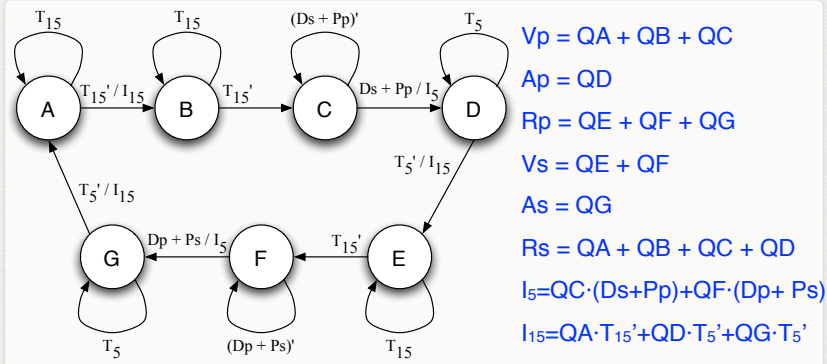 T15
T15
(Ds + Pp)'
T5
A
T15' / I15
B
T15'
C
Ds + Pp / I5
D
T5' / I15
T5' / I15
G
Dp + Ps / I5
F
T15'
E
T5
(Dp + Ps)'
T15
Vp = QA + QB + QC
Ap = QD
Rp = QE + QF + QG
Vs = QE + QF
As = QG
Rs = QA + QB + QC + QD
I5=QC·(Ds+Pp)+QF·(Dp+ Ps)
I15=QA·T15'+QD·T5'+QG·T5'